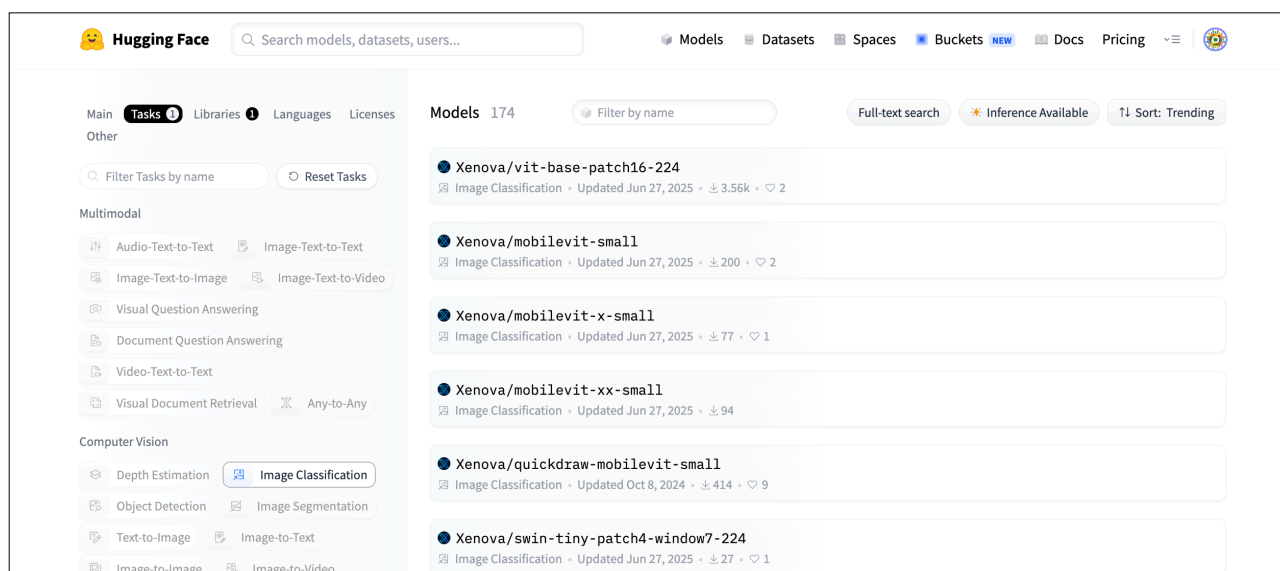 Hugging Face
Search models, datasets, users...
Models
Datasets
Spaces
Buckets NEW
Docs
Pricing
Main
Tasks 1
Libraries 1
Languages
Licenses
Other
Filter Tasks by name
Reset Tasks
Multimodal
Audio-Text-to-Text
Image-Text-to-Text
Image-Text-to-Image
Image-Text-to-Video
Visual Question Answering
Document Question Answering
Video-Text-to-Text
Visual Document Retrieval
Any-to-Any
Computer Vision
Depth Estimation
Image Classification
Object Detection
Image Segmentation
Text-to-Image
Image-to-Text
Image-to-Image
Image-to-Video
Models 174
Filter by name
Full-text search
Inference Available
Sort: Trending
Xenova/vit-base-patch16-224
Image Classification • Updated Jun 27, 2025 • 3.56k • 2
Xenova/mobilevit-small
Image Classification • Updated Jun 27, 2025 • 200 • 2
Xenova/mobilevit-x-small
Image Classification • Updated Jun 27, 2025 • 77 • 1
Xenova/mobilevit-xx-small
Image Classification • Updated Jun 27, 2025 • 94
Xenova/quickdraw-mobilevit-small
Image Classification • Updated Oct 8, 2024 • 414 • 9
Xenova/swin-tiny-patch4-window7-224
Image Classification • Updated Jun 27, 2025 • 27 • 1